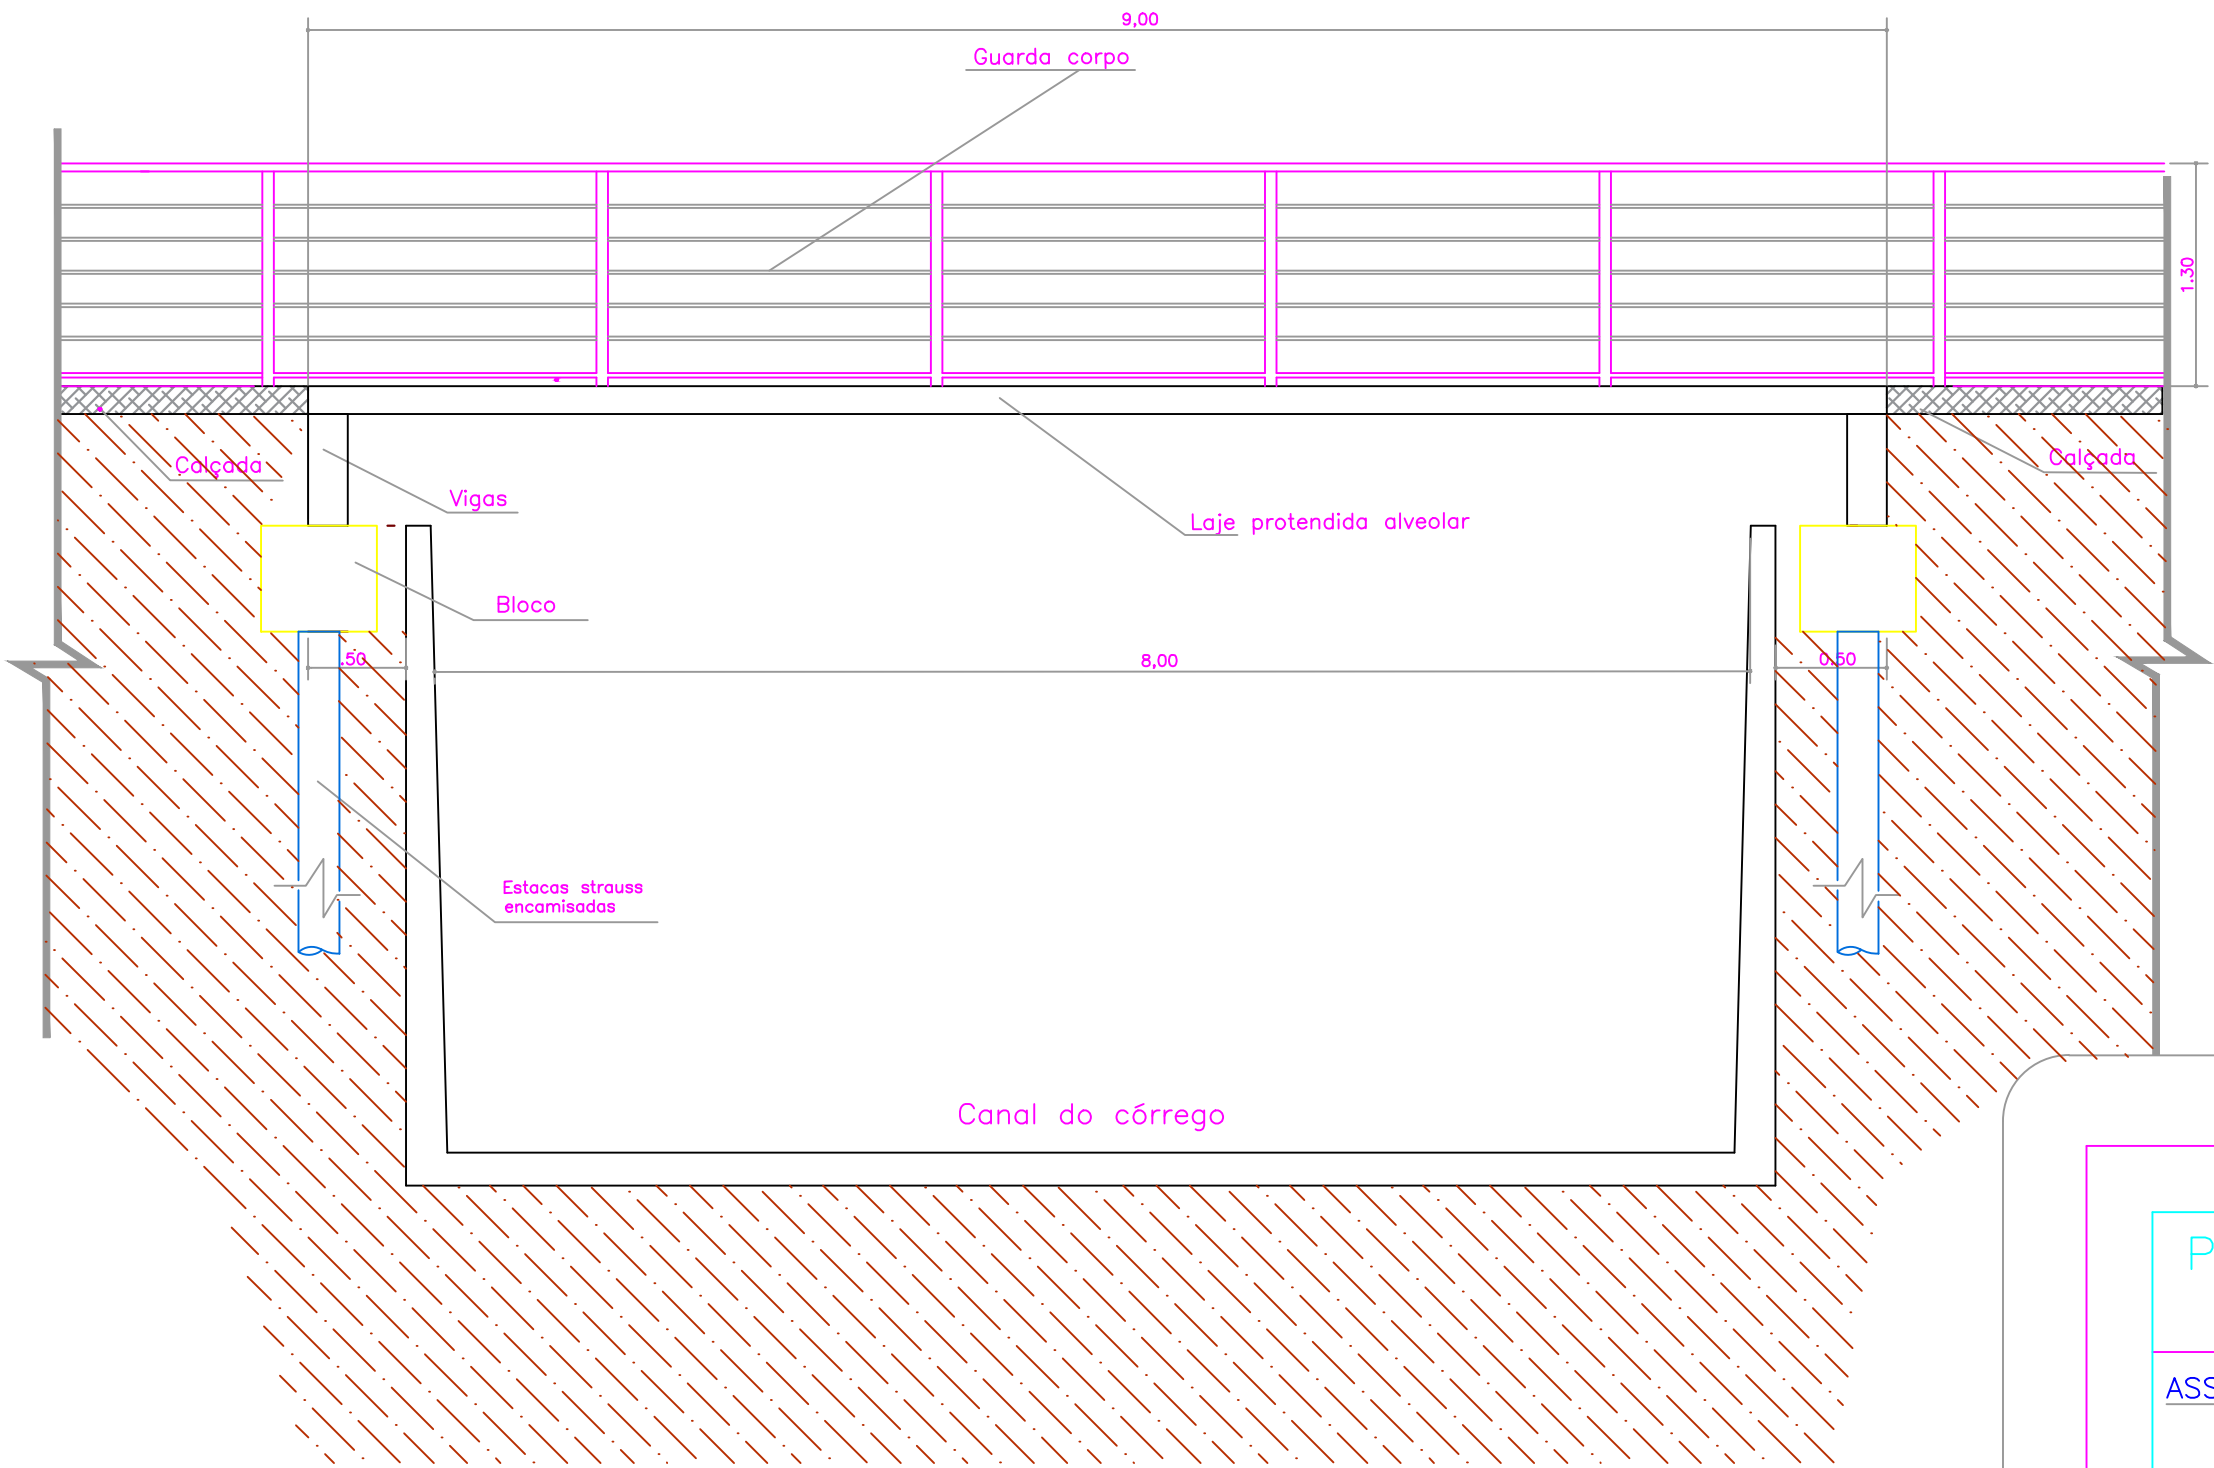 9,00
Guarda corpo
1.30
Calçada
Calçada
Vigas
Laje protendida alveolar
Bloco
.50
8,00
0.50
Estacas strauss
encamisadas
Canal do córrego
P
ASS